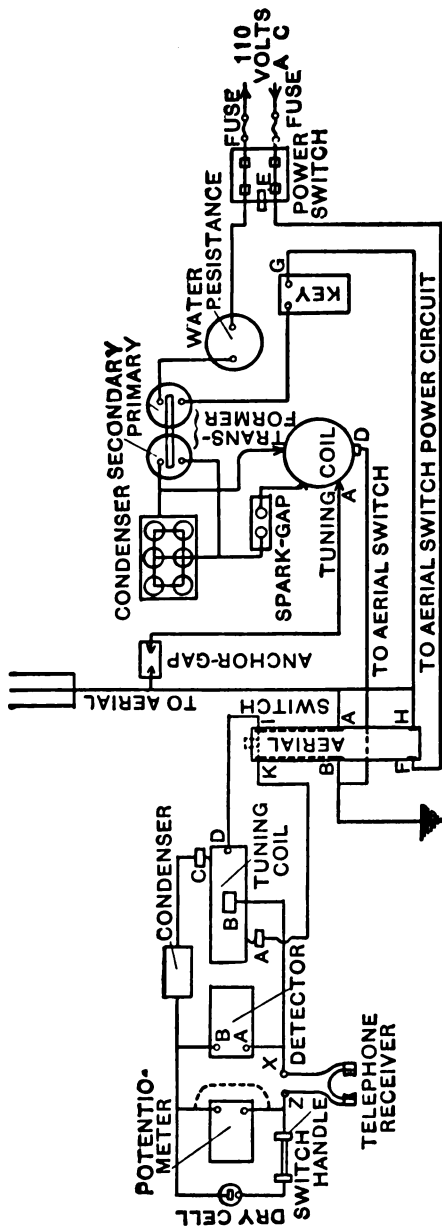 DRY CELL
POTENTIO-
METER
SWITCH
HANDLE
E
Z
X
TELEPHONE
RECEIVER
B
A
DETECTOR
CONDENSER
C
D
B
A
TUNING
COIL
K
I
B
A
F
H
AERIAL
SWITCH
TO AERIAL
ANCHOR-GAP
CONDENSER
SECONDARY
PRIMARY
TRANS-
FORMER
SPARK-GAP
TUNING
COIL
A
D
TO AERIAL SWITCH
TO AERIAL SWITCH POWER CIRCUIT
WATER
RESISTANCE
KEY
G
FUSE
E
POWER
SWITCH
110
VOLTS
A C
FUSE